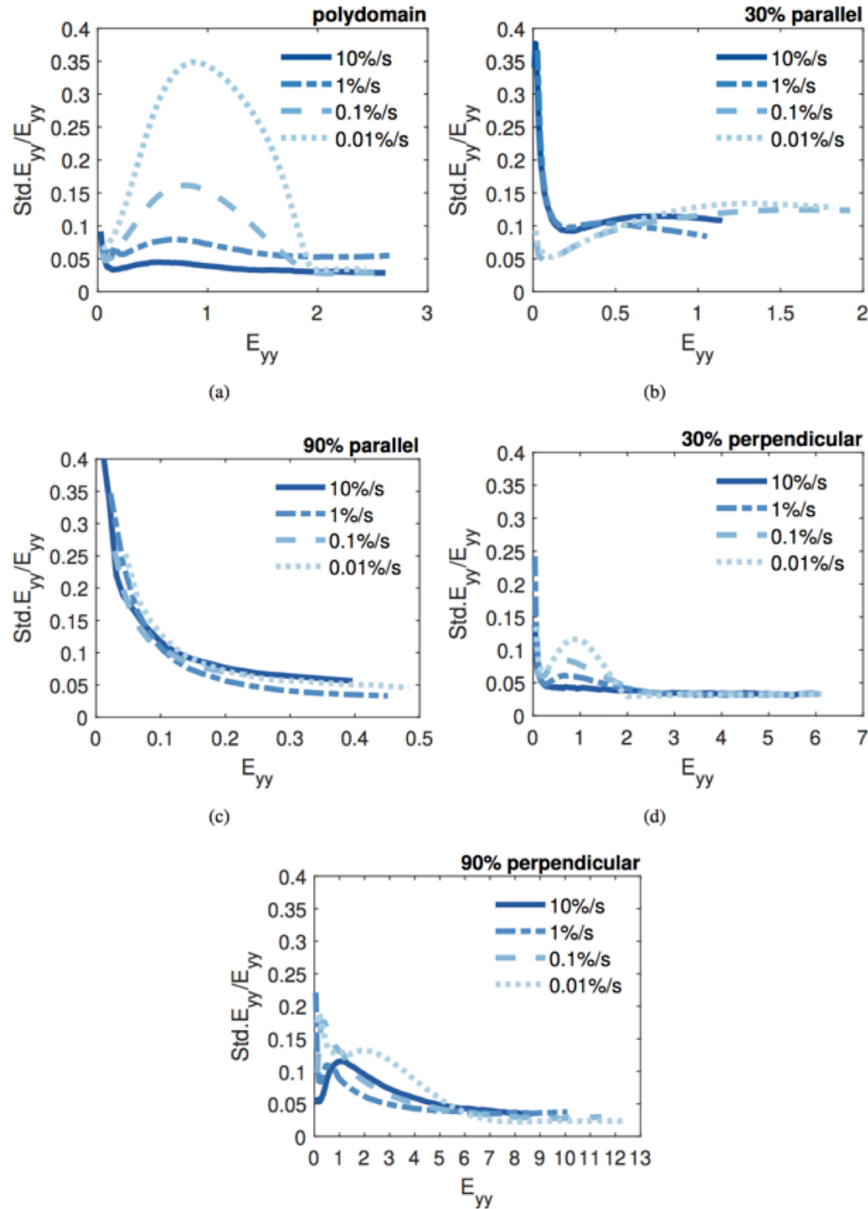 polydomain
0.4
0.35
0.3
0.25
0.2
0.15
0.1
0.05
0
Std.E_yy/E_yy
10%/s
1%/s
0.1%/s
0.01%/s
0 1 2 3
E_yy
(a)
30% parallel
0.4
0.35
0.3
0.25
0.2
0.15
0.1
0.05
0
Std.E_yy/E_yy
10%/s
1%/s
0.1%/s
0.01%/s
0 0.5 1 1.5 2
E_yy
(b)
90% parallel
0.4
0.35
0.3
0.25
0.2
0.15
0.1
0.05
0
Std.E_yy/E_yy
10%/s
1%/s
0.1%/s
0.01%/s
0 0.1 0.2 0.3 0.4 0.5
E_yy
(c)
30% perpendicular
0.4
0.35
0.3
0.25
0.2
0.15
0.1
0.05
0
Std.E_yy/E_yy
10%/s
1%/s
0.1%/s
0.01%/s
0 1 2 3 4 5 6 7
E_yy
(d)
90% perpendicular
0.4
0.35
0.3
0.25
0.2
0.15
0.1
0.05
0
Std.E_yy/E_yy
10%/s
1%/s
0.1%/s
0.01%/s
0 1 2 3 4 5 6 7 8 9 10 11 12 13
E_yy